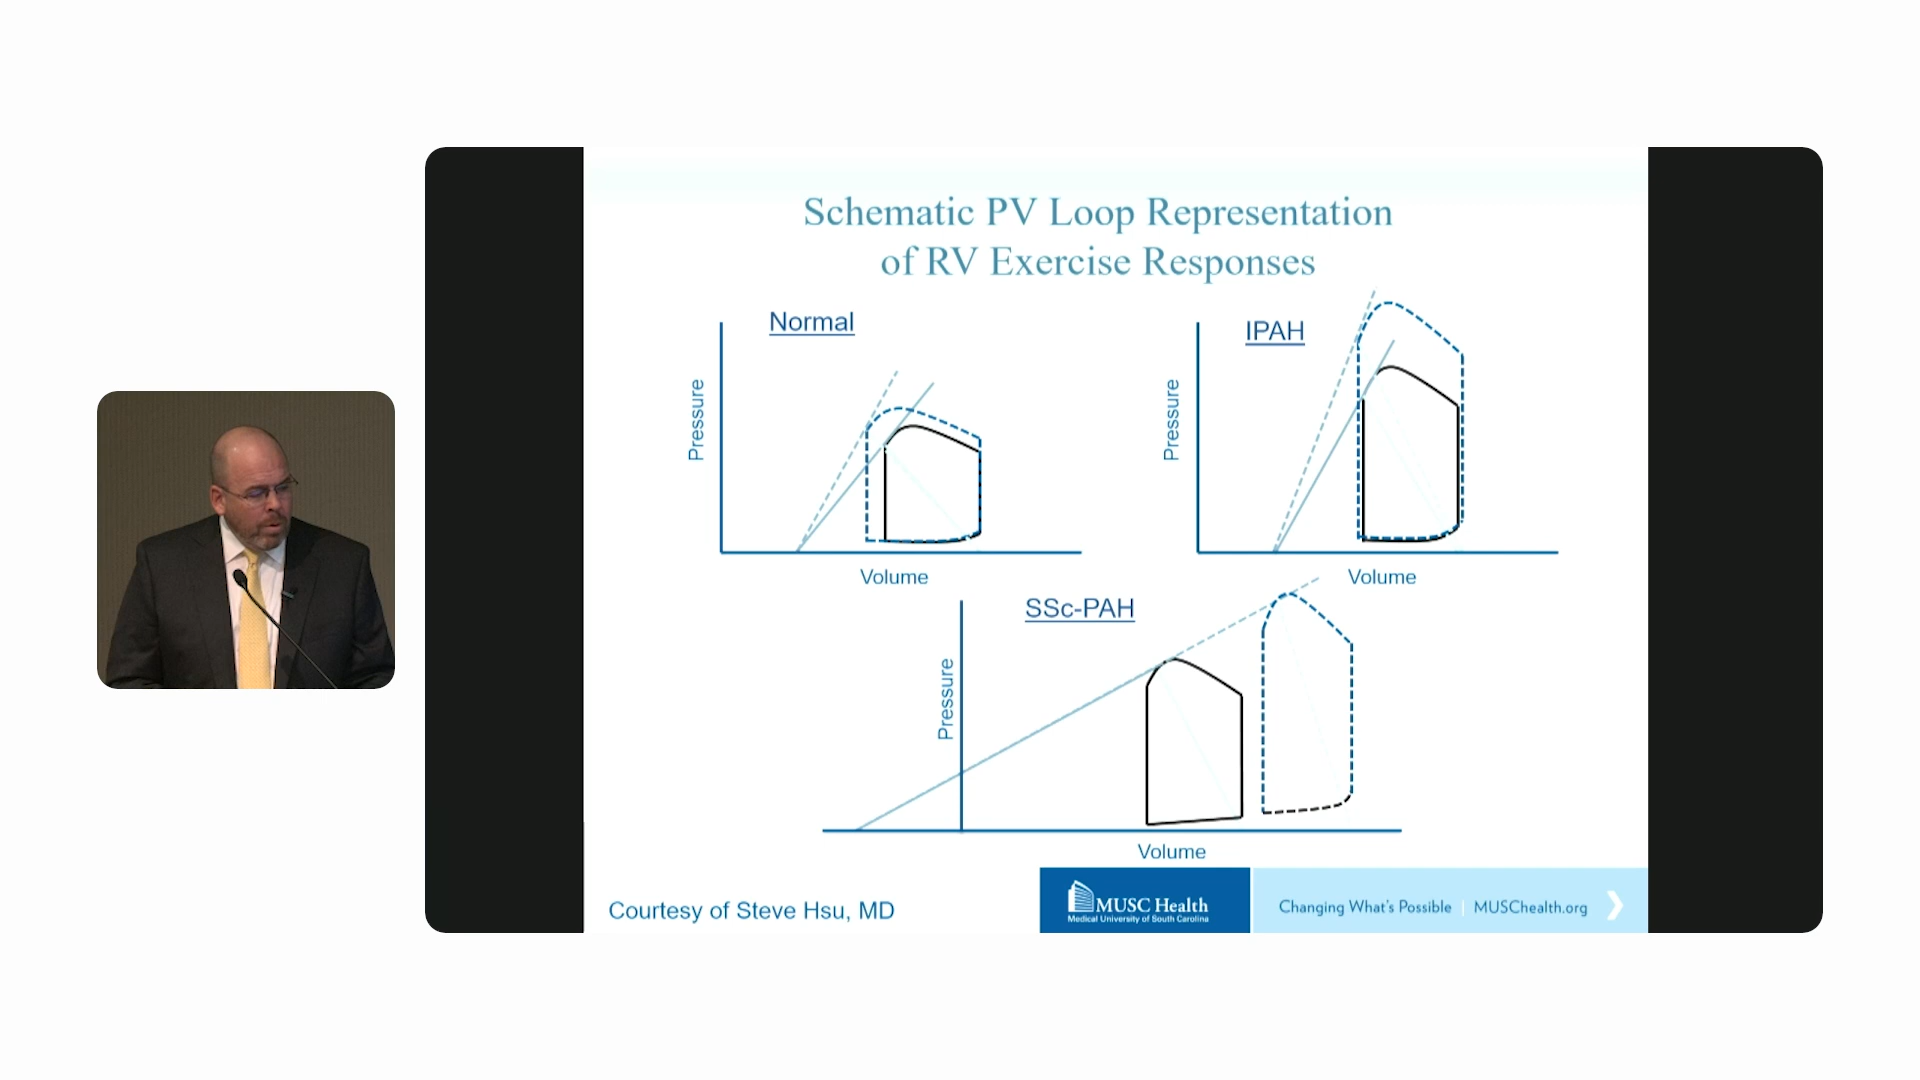 Schematic PV Loop Representation
of RV Exercise Responses
Normal
Pressure
Volume
IPAH
Pressure
Volume
SSc-PAH
Pressure
Volume
Courtesy of Steve Hsu, MD
MUSC Health
Medical University of South Carolina
Changing What's Possible | MUSChealth.org